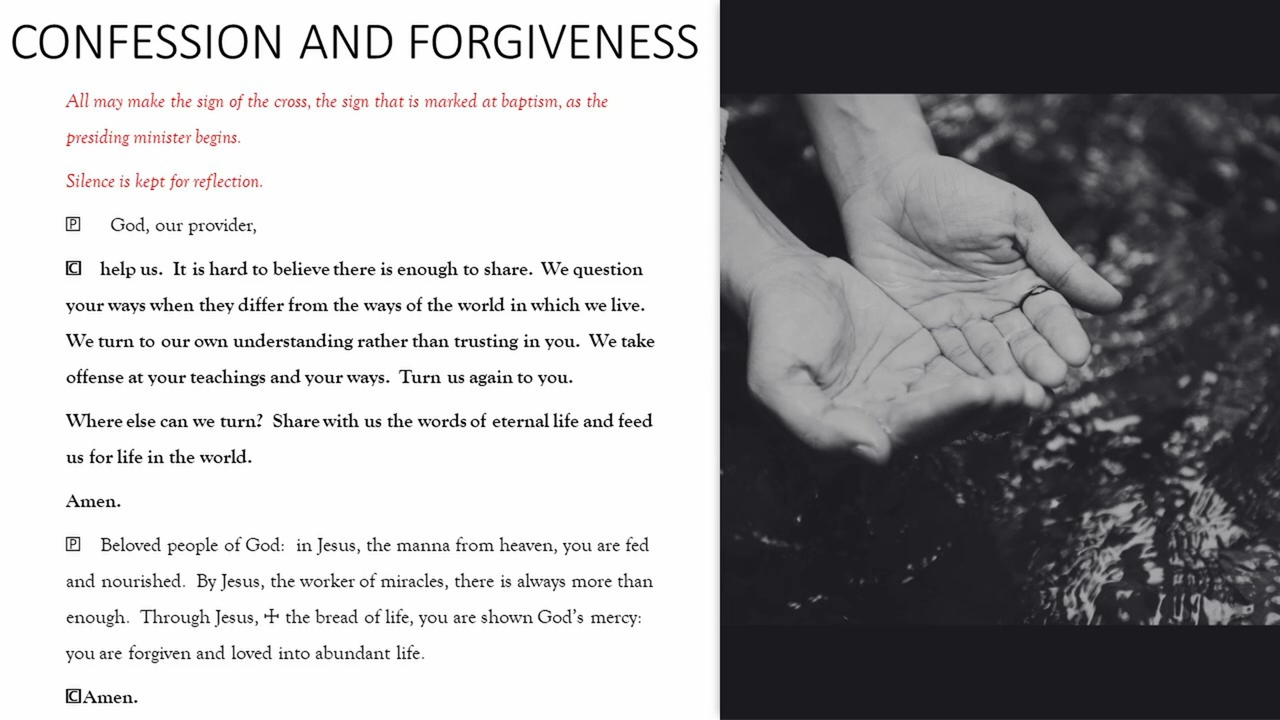 CONFESSION AND FORGIVENESS
All may make the sign of the cross, the sign that is marked at baptism, as the
presiding minister begins.
Silence is kept for reflection.
🄿 God, our provider,
🄲 help us. It is hard to believe there is enough to share. We question
your ways when they differ from the ways of the world in which we live.
We turn to our own understanding rather than trusting in you. We take
offense at your teachings and your ways. Turn us again to you.
Where else can we turn? Share with us the words of eternal life and feed
us for life in the world.
Amen.
🄿 Beloved people of God: in Jesus, the manna from heaven, you are fed
and nourished. By Jesus, the worker of miracles, there is always more than
enough. Through Jesus, ☩ the bread of life, you are shown God’s mercy:
you are forgiven and loved into abundant life.
🄲Amen.